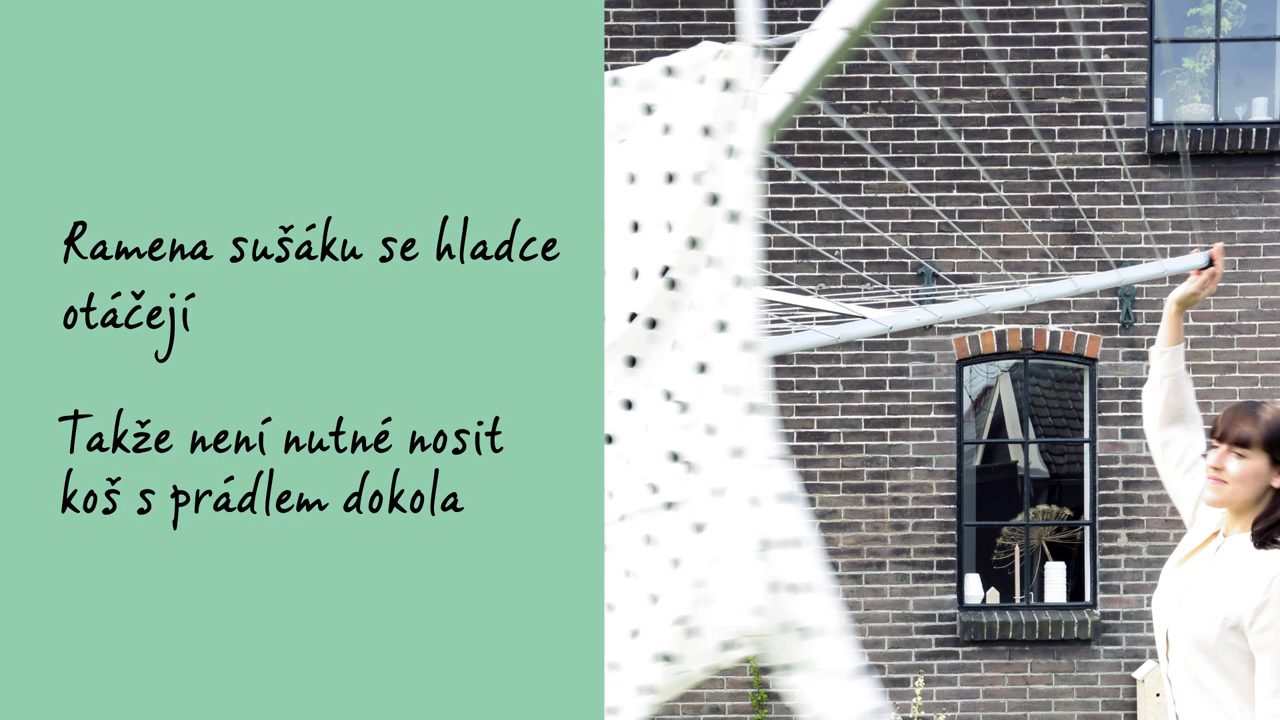 Ramena sušáku se hladce
otáčejí
Takže není nutné nosit
koš s prádlem dokola